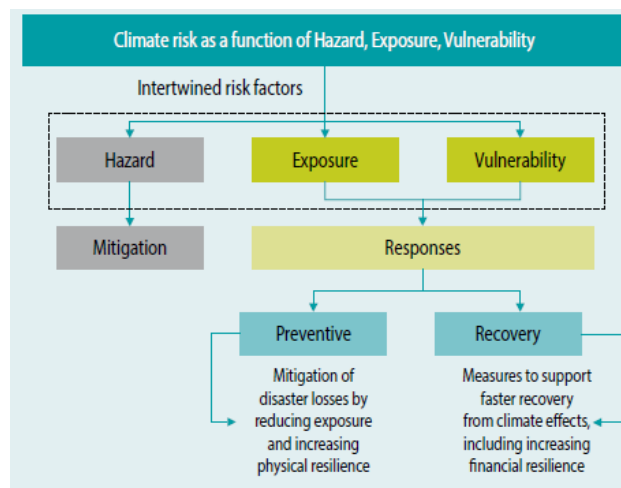 Climate risk as a function of Hazard, Exposure, Vulnerability
Intertwined risk factors
Hazard
Exposure
Vulnerability
Mitigation
Responses
Preventive
Recovery
Mitigation of
disaster losses by
reducing exposure
and increasing
physical resilience
Measures to support
faster recovery
from climate effects,
including increasing
financial resilience